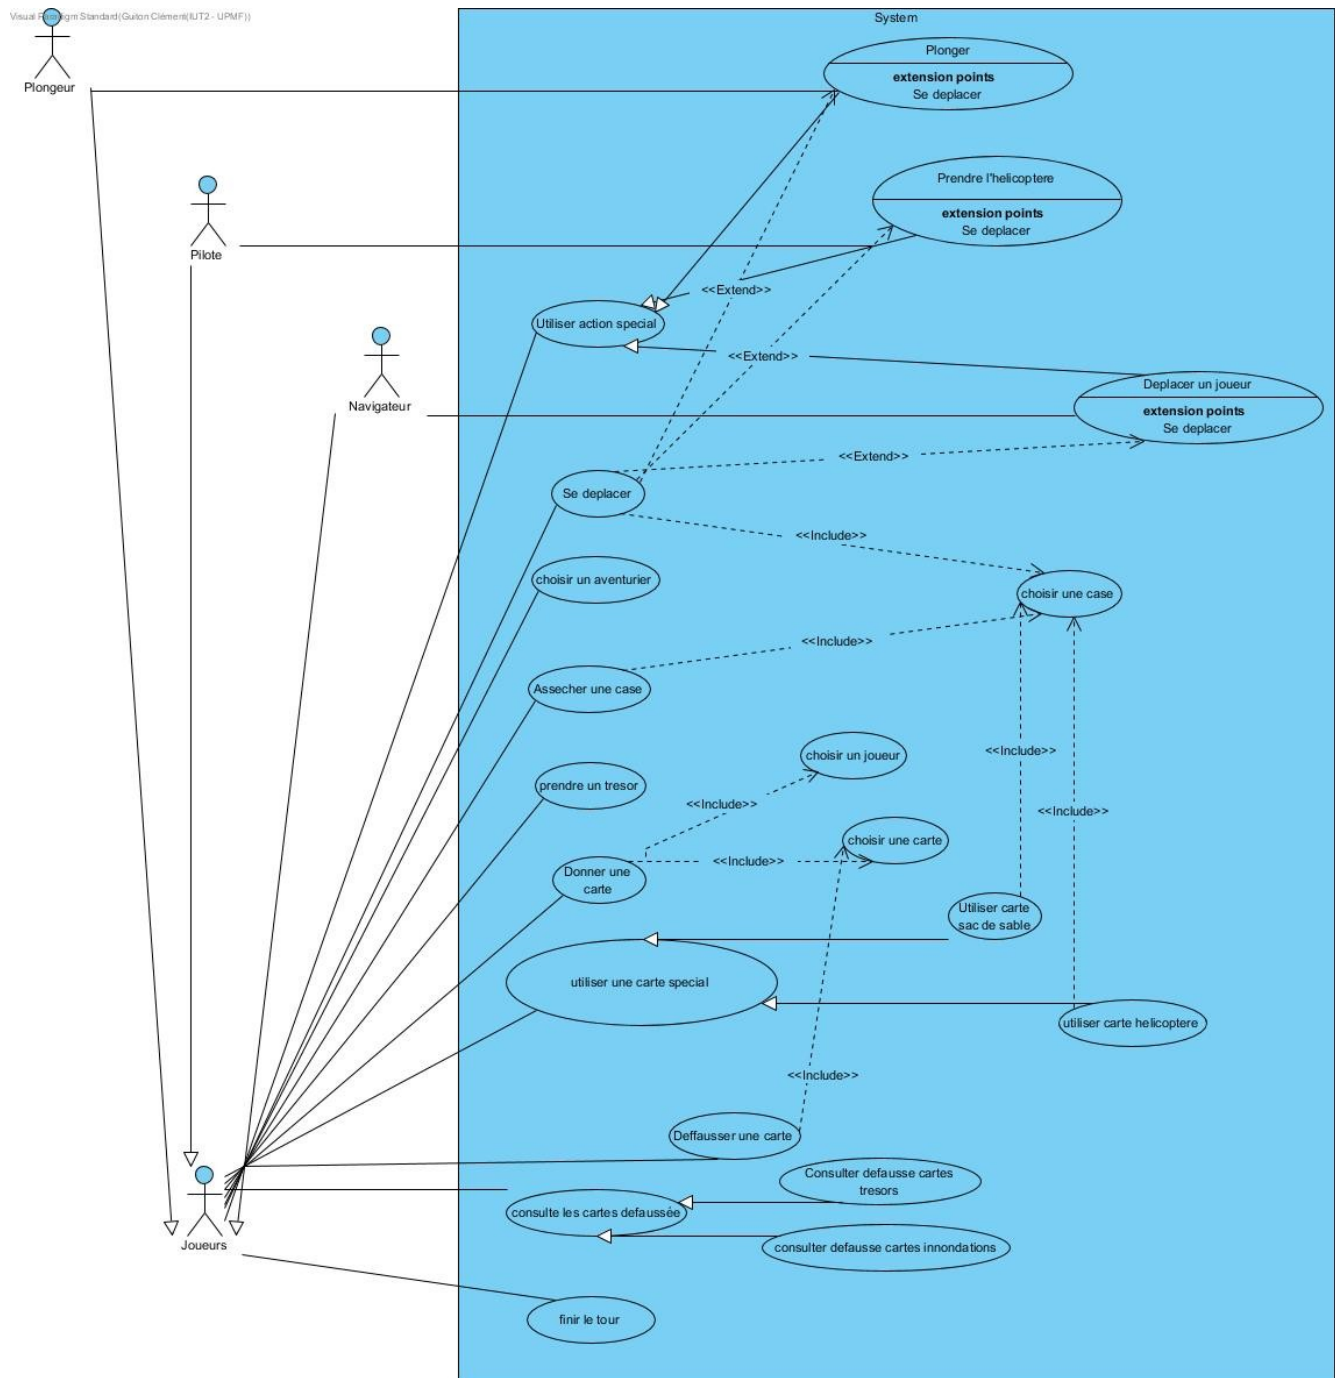 Visual Paradigm Standard(Guiton Clément(IUT2 - UPMF))
System
Plongeur
Plonger
extension points
Se deplacer
Pilote
Prendre l'helicoptere
extension points
Se deplacer
<<Extend>>
Utiliser action special
<<Extend>>
Navigateur
Deplacer un joueur
extension points
Se deplacer
<<Extend>>
Se deplacer
<<Include>>
choisir un aventurier
choisir une case
<<Include>>
Assecher une case
<<Include>>
choisir un joueur
prendre un tresor
<<Include>>
<<Include>>
choisir une carte
<<Include>>
Donner une
carte
Utiliser carte
sac de sable
utiliser une carte special
utiliser carte helicoptere
<<Include>>
Deffausser une carte
Consulter defausse cartes
tresors
consulte les cartes defaussée
Joueurs
consulter defausse cartes innondations
finir le tour